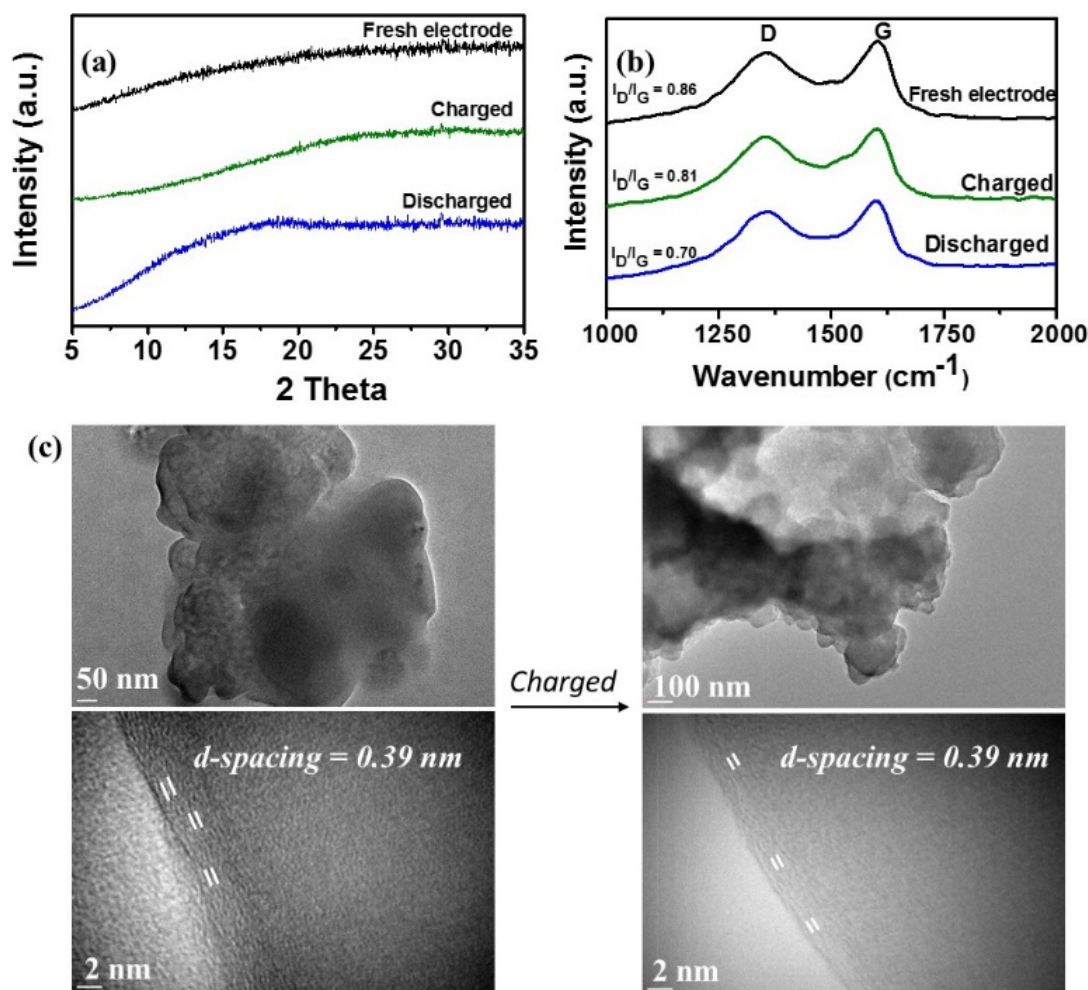 (a)
Fresh electrode
Charged
Discharged
Intensity (a.u.)
5 10 15 20 25 30 35
2 Theta
(b)
D G
I_D/I_G = 0.86
Fresh electrode
I_D/I_G = 0.81
Charged
I_D/I_G = 0.70
Discharged
Intensity (a.u.)
1000 1250 1500 1750 2000
Wavenumber (cm⁻¹)
(c)
50 nm
Charged
100 nm
d-spacing = 0.39 nm
2 nm
d-spacing = 0.39 nm
2 nm